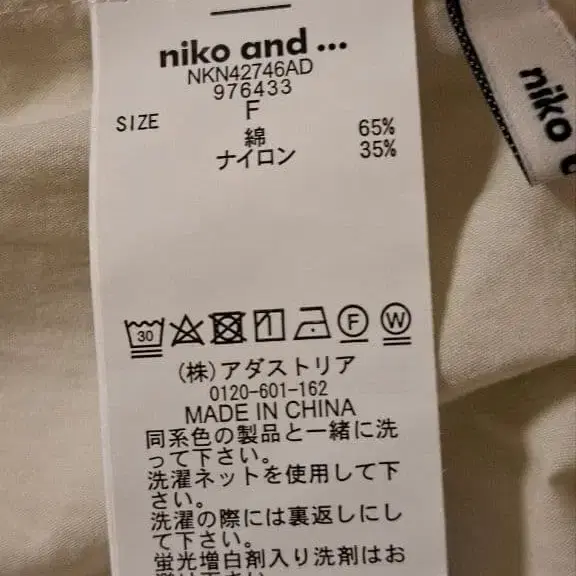 niko and ...
NKN42746AD
976433
SIZE F
綿 65%
ナイロン 35%
30
F
W
(株)アダストリア
0120-601-162
MADE IN CHINA
同系色の製品と一緒に洗
って下さい。
洗濯ネットを使用して下
さい。
洗濯の際には裏返しにし
て下さい。
蛍光増白剤入り洗剤はお
niko